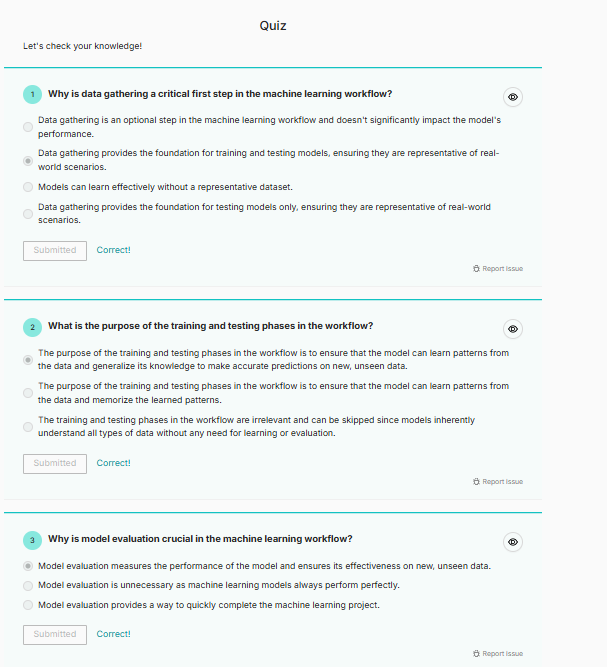 Quiz
Let's check your knowledge!
1 Why is data gathering a critical first step in the machine learning workflow?
Data gathering is an optional step in the machine learning workflow and doesn't significantly impact the model's
performance.
Data gathering provides the foundation for training and testing models, ensuring they are representative of real-
world scenarios.
Models can learn effectively without a representative dataset.
Data gathering provides the foundation for testing models only, ensuring they are representative of real-world
scenarios.
Submitted Correct!
Report Issue
2 What is the purpose of the training and testing phases in the workflow?
The purpose of the training and testing phases in the workflow is to ensure that the model can learn patterns from
the data and generalize its knowledge to make accurate predictions on new, unseen data.
The purpose of the training and testing phases in the workflow is to ensure that the model can learn patterns from
the data and memorize the learned patterns.
The training and testing phases in the workflow are irrelevant and can be skipped since models inherently
understand all types of data without any need for learning or evaluation.
Submitted Correct!
Report Issue
3 Why is model evaluation crucial in the machine learning workflow?
Model evaluation measures the performance of the model and ensures its effectiveness on new, unseen data.
Model evaluation is unnecessary as machine learning models always perform perfectly.
Model evaluation provides a way to quickly complete the machine learning project.
Submitted Correct!
Report Issue